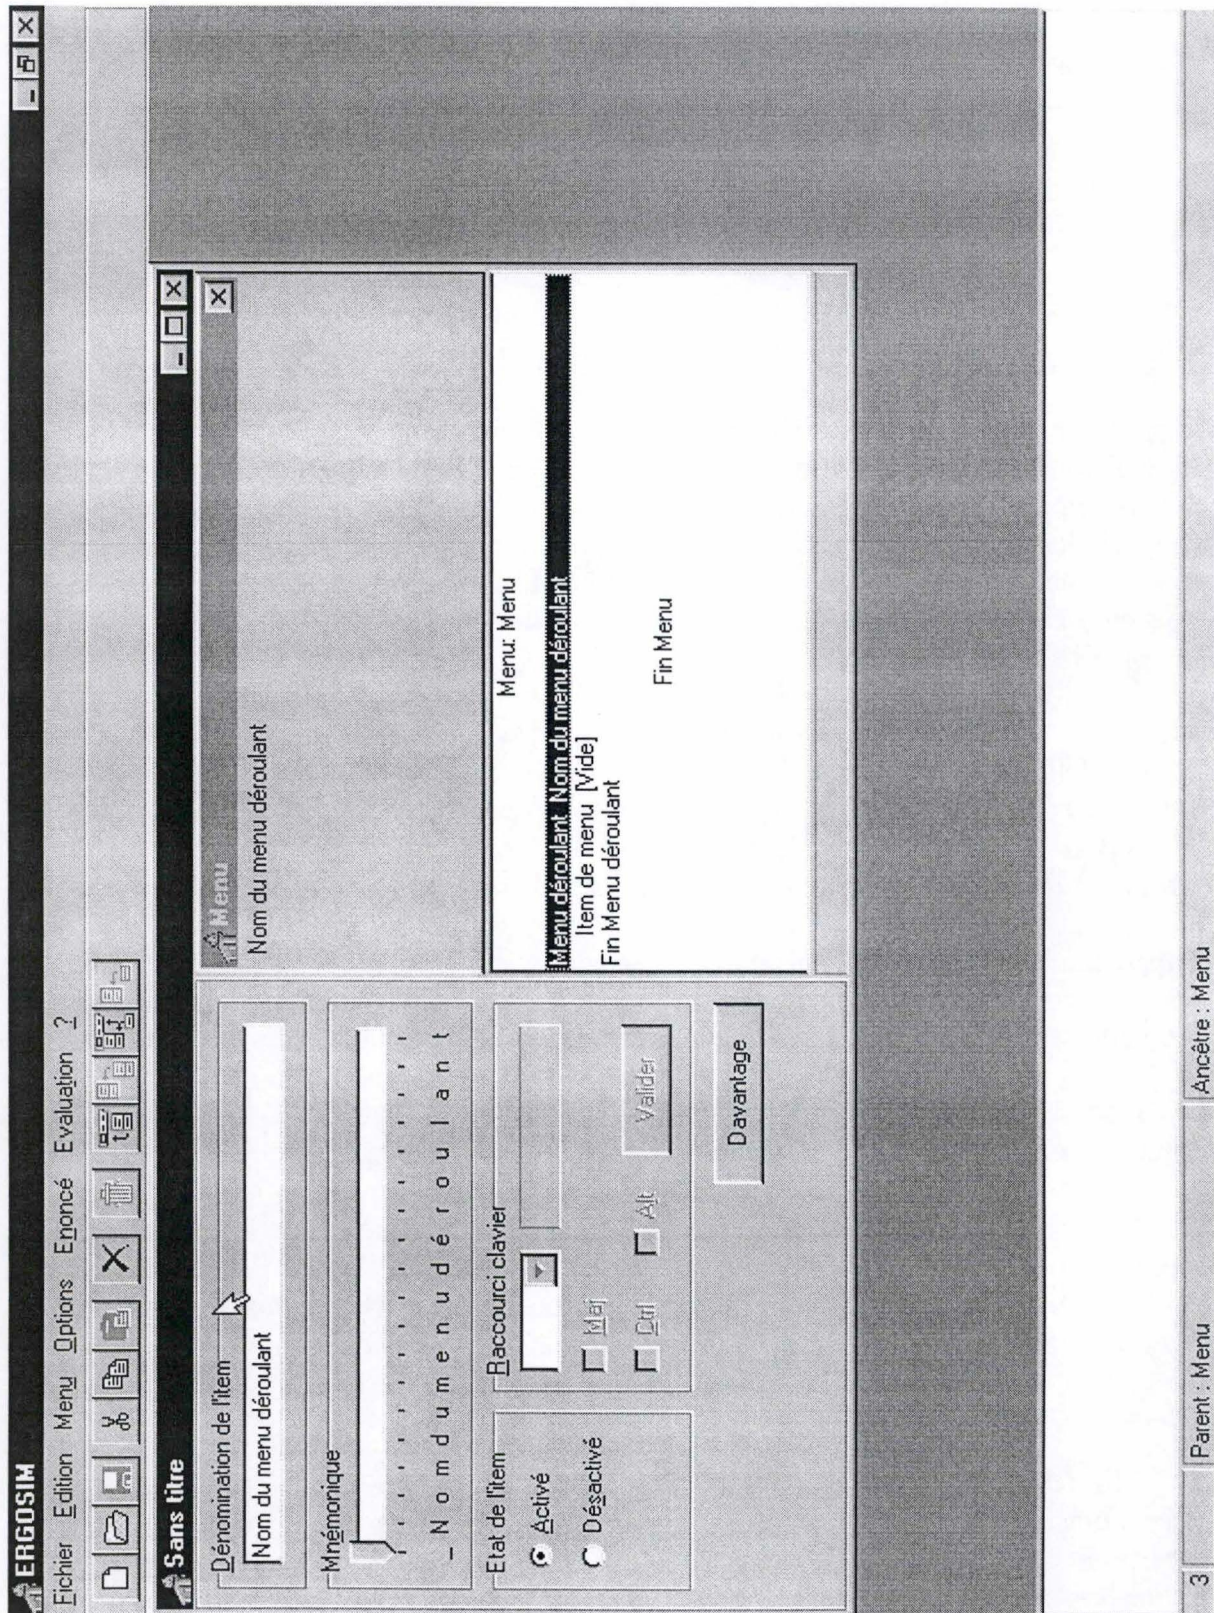 ERGOSIM
Fichier Edition Menu Options Enoncé Evaluation ?
Sans titre
Dénomination de l'item
Nom du menu déroulant
Mnémonique
_ N o m d u m e n u d é r o u l a n t
Etat de l'item
Activé
Désactivé
Raccourci clavier
Maj
Ctrl
Alt
Valider
Davantage
Menu
Nom du menu déroulant
Menu: Menu
Menu déroulant Nom du menu déroulant
Item de menu [Vide]
Fin Menu déroulant
Fin Menu
3
Parent : Menu
Ancêtre : Menu